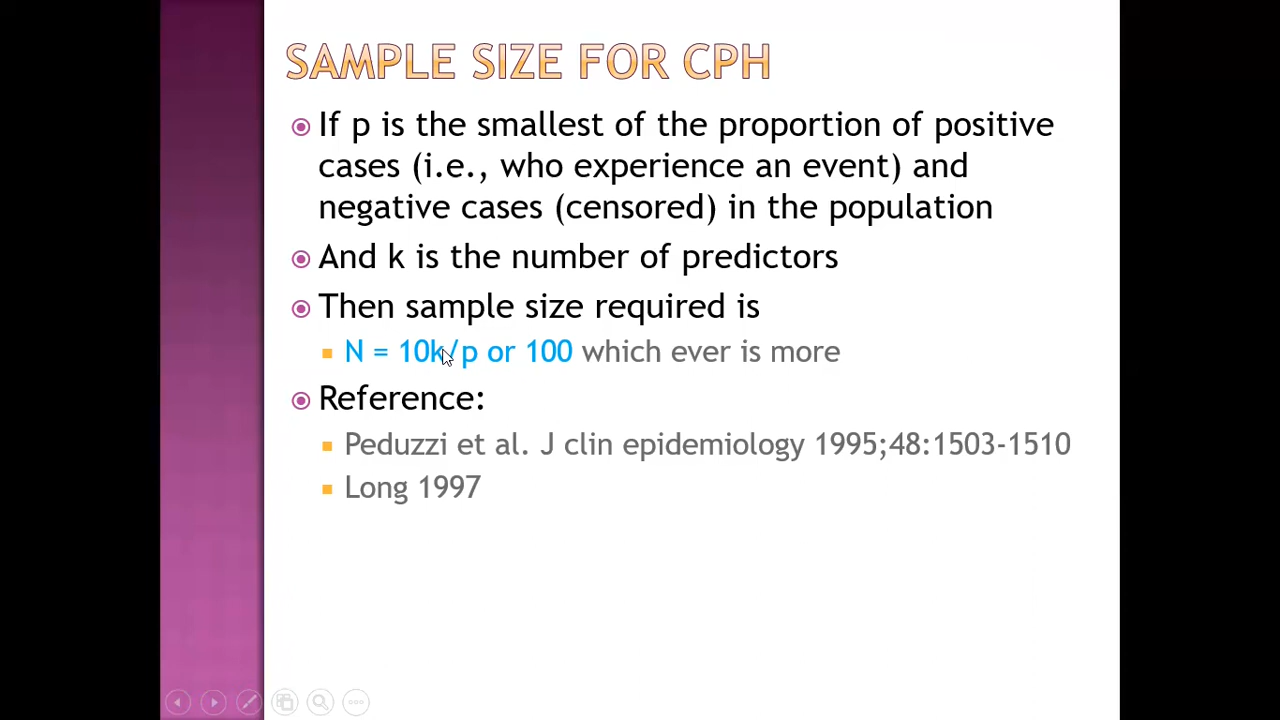 SAMPLE SIZE FOR CPH
If p is the smallest of the proportion of positive
cases (i.e., who experience an event) and
negative cases (censored) in the population
And k is the number of predictors
Then sample size required is
N = 10k/p or 100 which ever is more
Reference:
Peduzzi et al. J clin epidemiology 1995;48:1503-1510
Long 1997